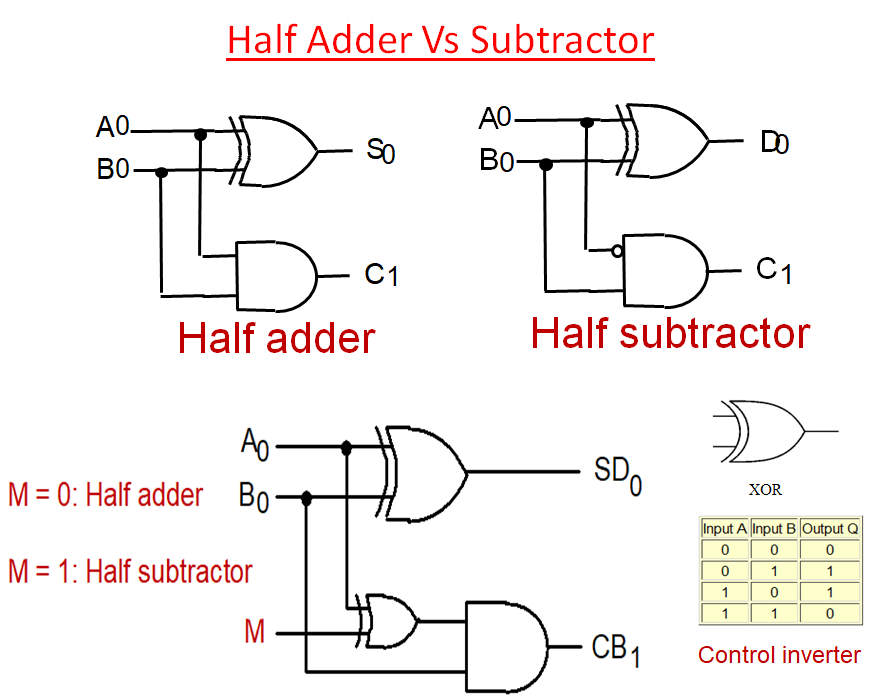 Half Adder Vs Subtractor
A0
B0
S0
C1
Half adder
A0
B0
D0
C1
Half subtractor
M = 0: Half adder
M = 1: Half subtractor
A0
B0
M
SD0
CB1
XOR
Input A Input B Output Q
0 0 0
0 1 1
1 0 1
1 1 0
Control inverter